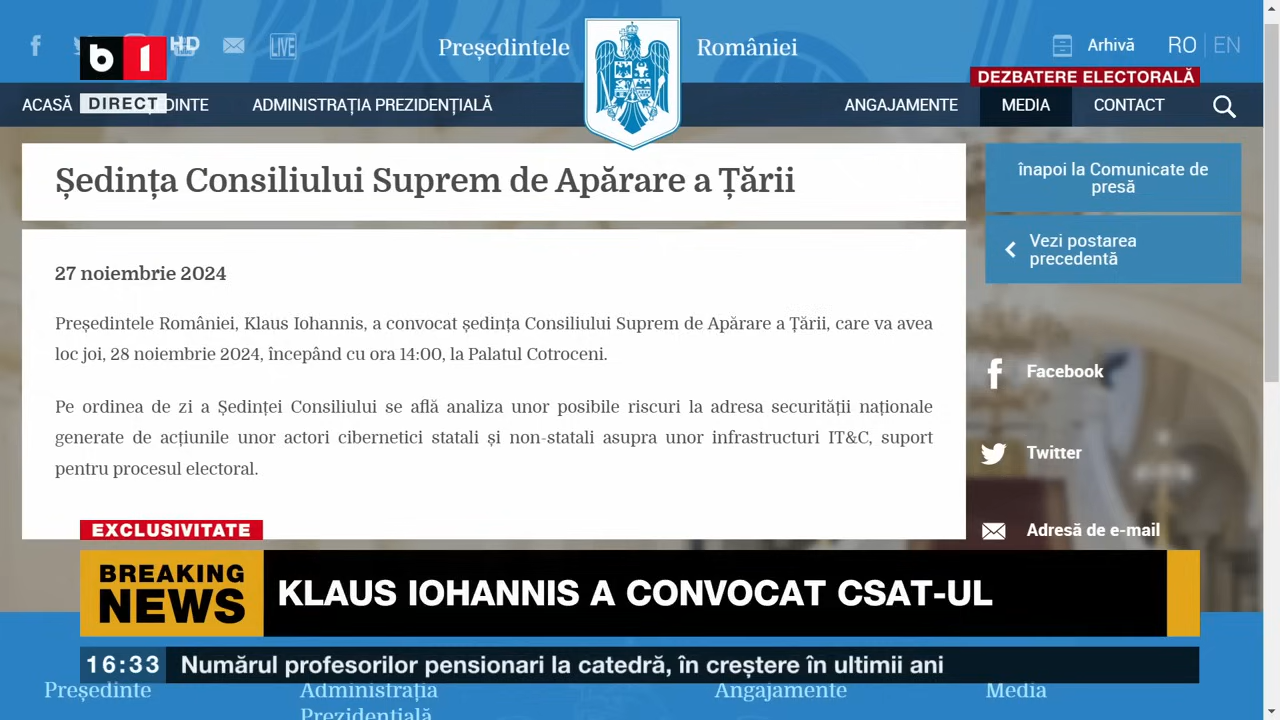 HD
LIVE
Președintele
României
Arhivă
RO | EN
b1
DIRECT
DEZBATERE ELECTORALĂ
ACASĂ
ADMINISTRAȚIA PREZIDENȚIALĂ
ANGAJAMENTE
MEDIA
CONTACT
Ședința Consiliului Suprem de Apărare a Țării
27 noiembrie 2024
Președintele României, Klaus Iohannis, a convocat ședința Consiliului Suprem de Apărare a Țării, care va avea
loc joi, 28 noiembrie 2024, începând cu ora 14:00, la Palatul Cotroceni.
Pe ordinea de zi a Ședinței Consiliului se află analiza unor posibile riscuri la adresa securității naționale
generate de acțiunile unor actori cibernetici statali și non-statali asupra unor infrastructuri IT&C, suport
pentru procesul electoral.
înapoi la Comunicate de
presă
Vezi postarea
precedentă
Facebook
Twitter
Adresă de e-mail
EXCLUSIVITATE
BREAKING
NEWS
KLAUS IOHANNIS A CONVOCAT CSAT-UL
16:33
Numărul profesorilor pensionari la catedră, în creștere în ultimii ani
Președinte
Administrația
Prezidențială
Angajamente
Media